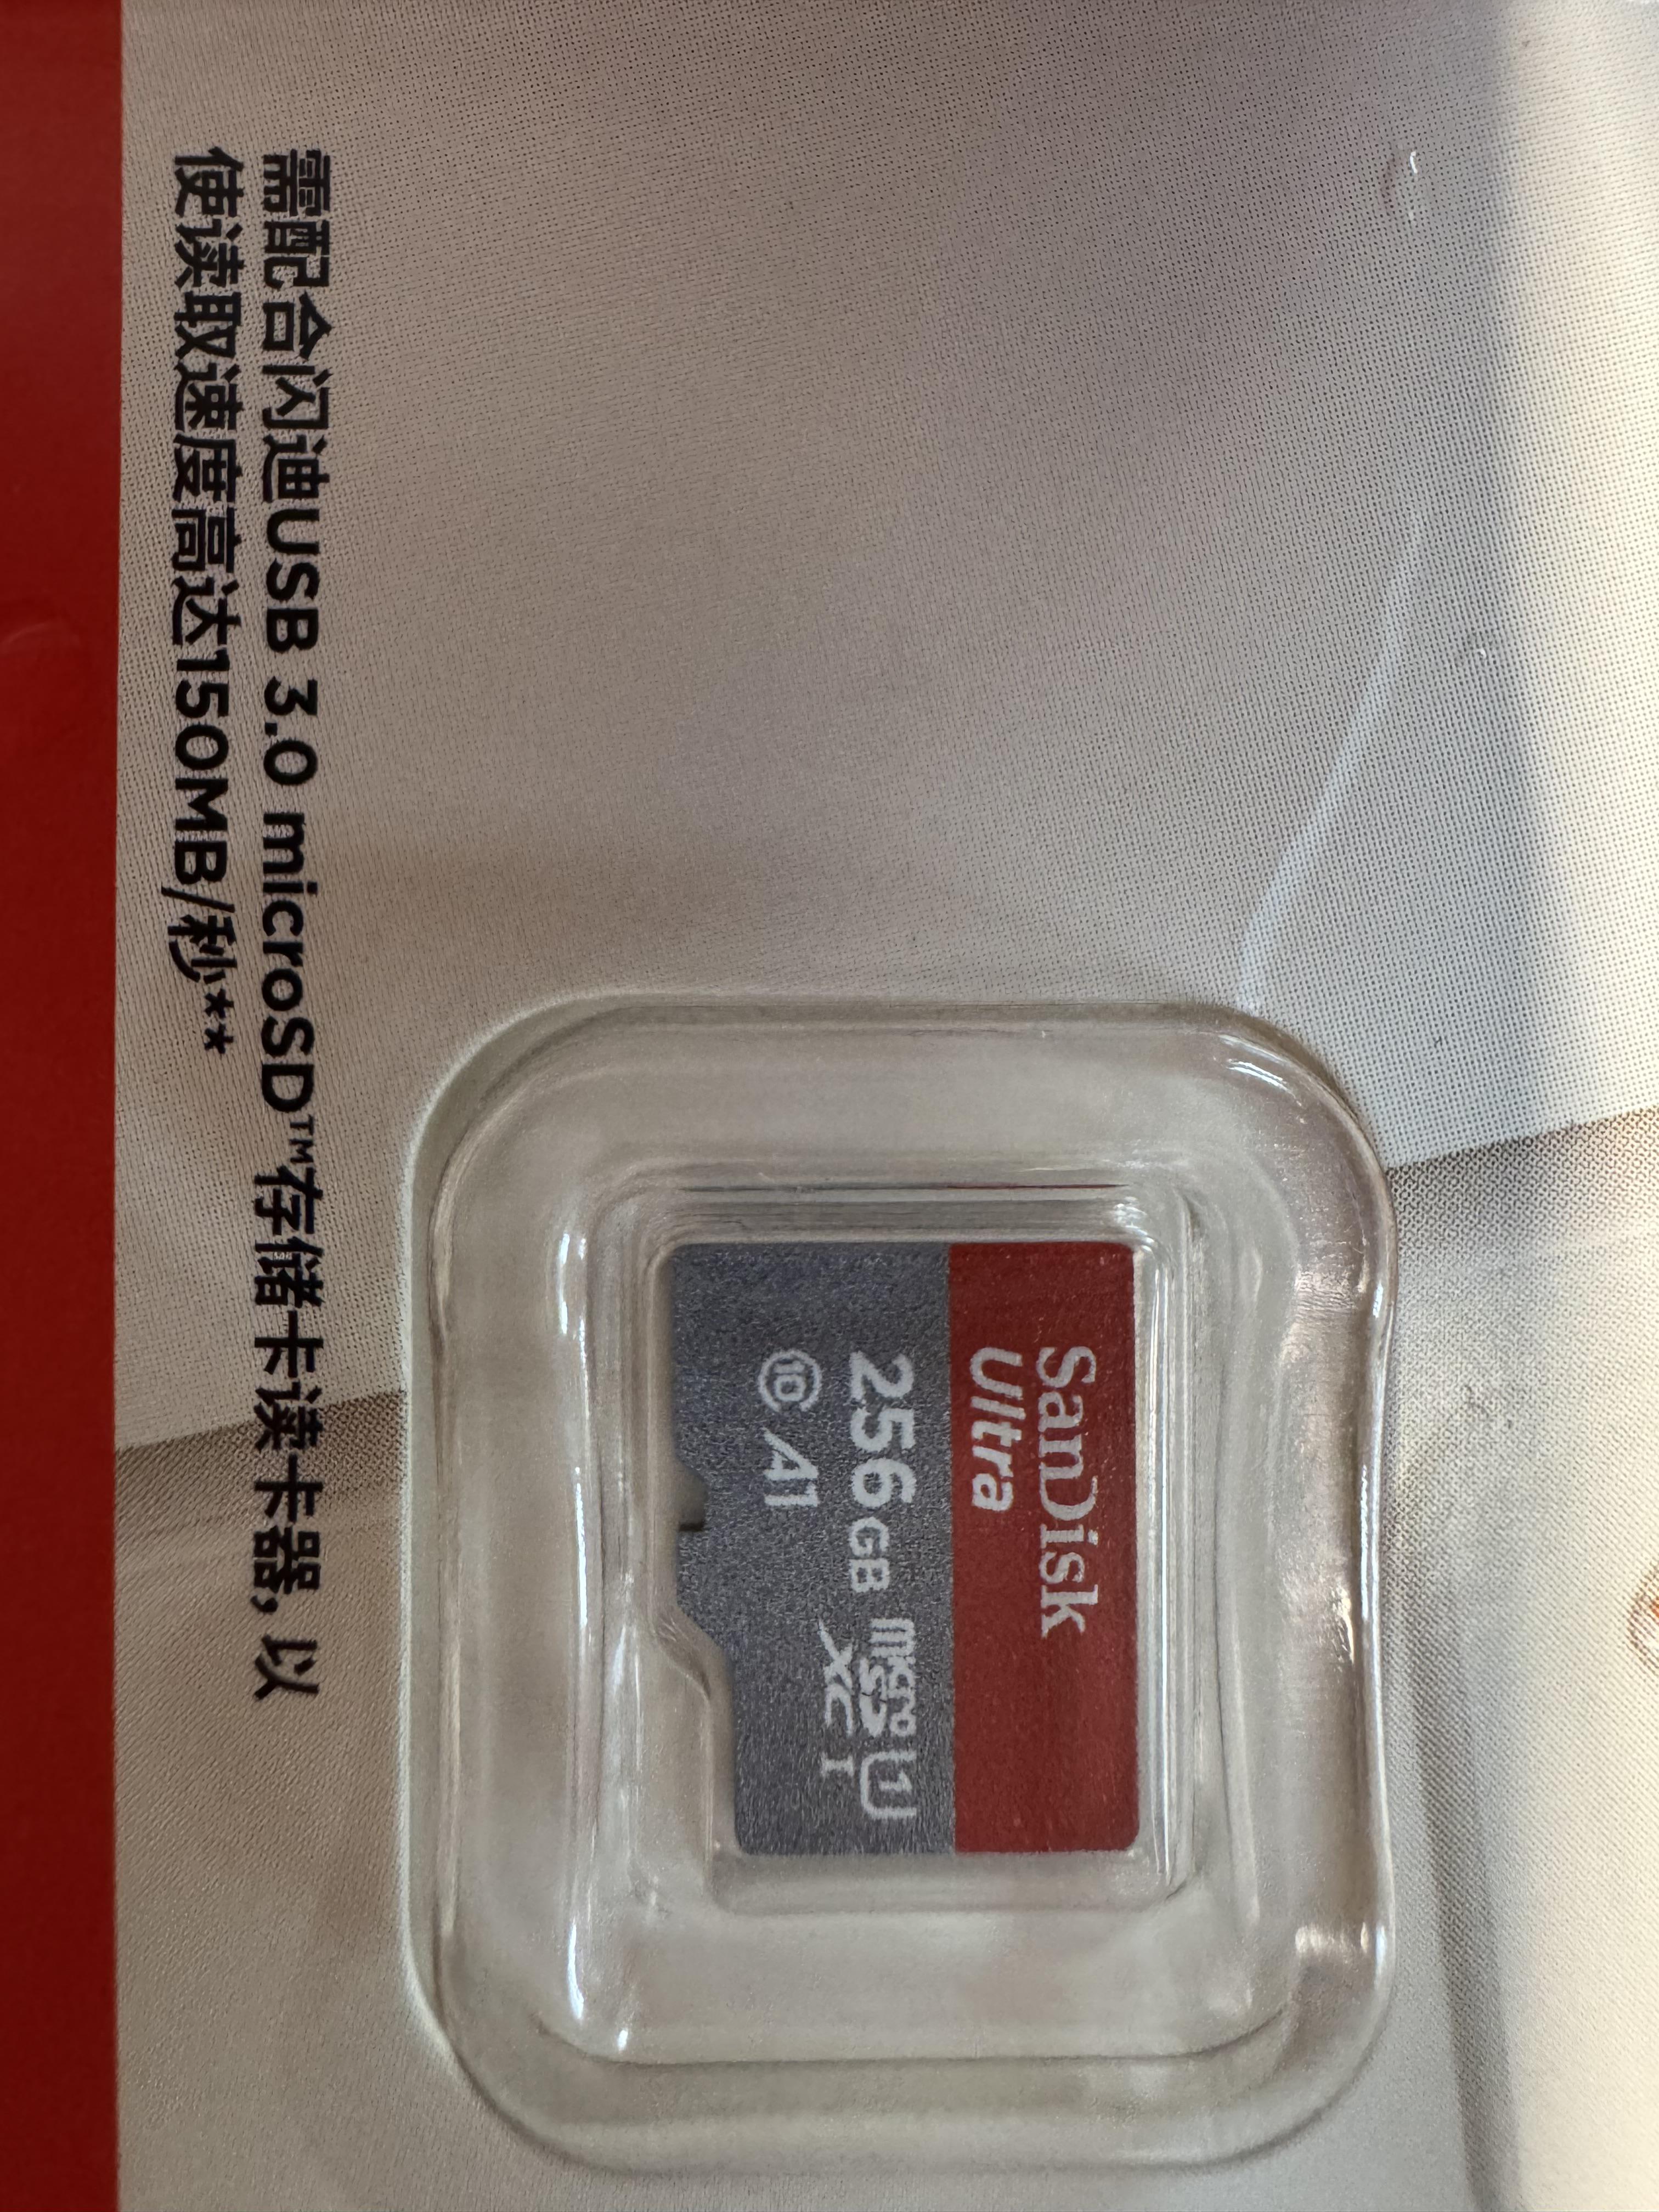 需配合闪迪USB 3.0 microSD™存储卡读卡器，以
使读取速度高达150MB/秒**
SanDisk
Ultra
256GB microSD XC I U1
10 A1